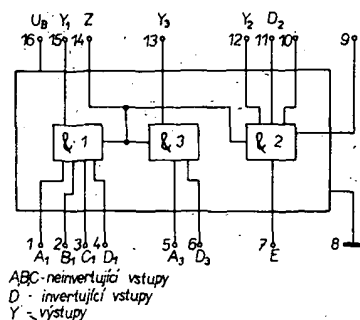 U_B Y_1 Z Y_3 Y_2 D_2
16 15 14 13 12 11 10 9
& 1 & 3 & 2
1 2 3 4 5 6 7 8
A_1 B_1 C_1 D_1 A_3 D_3 E
A,B,C - neinvertující vstupy
D - invertující vstupy
Y - výstupy